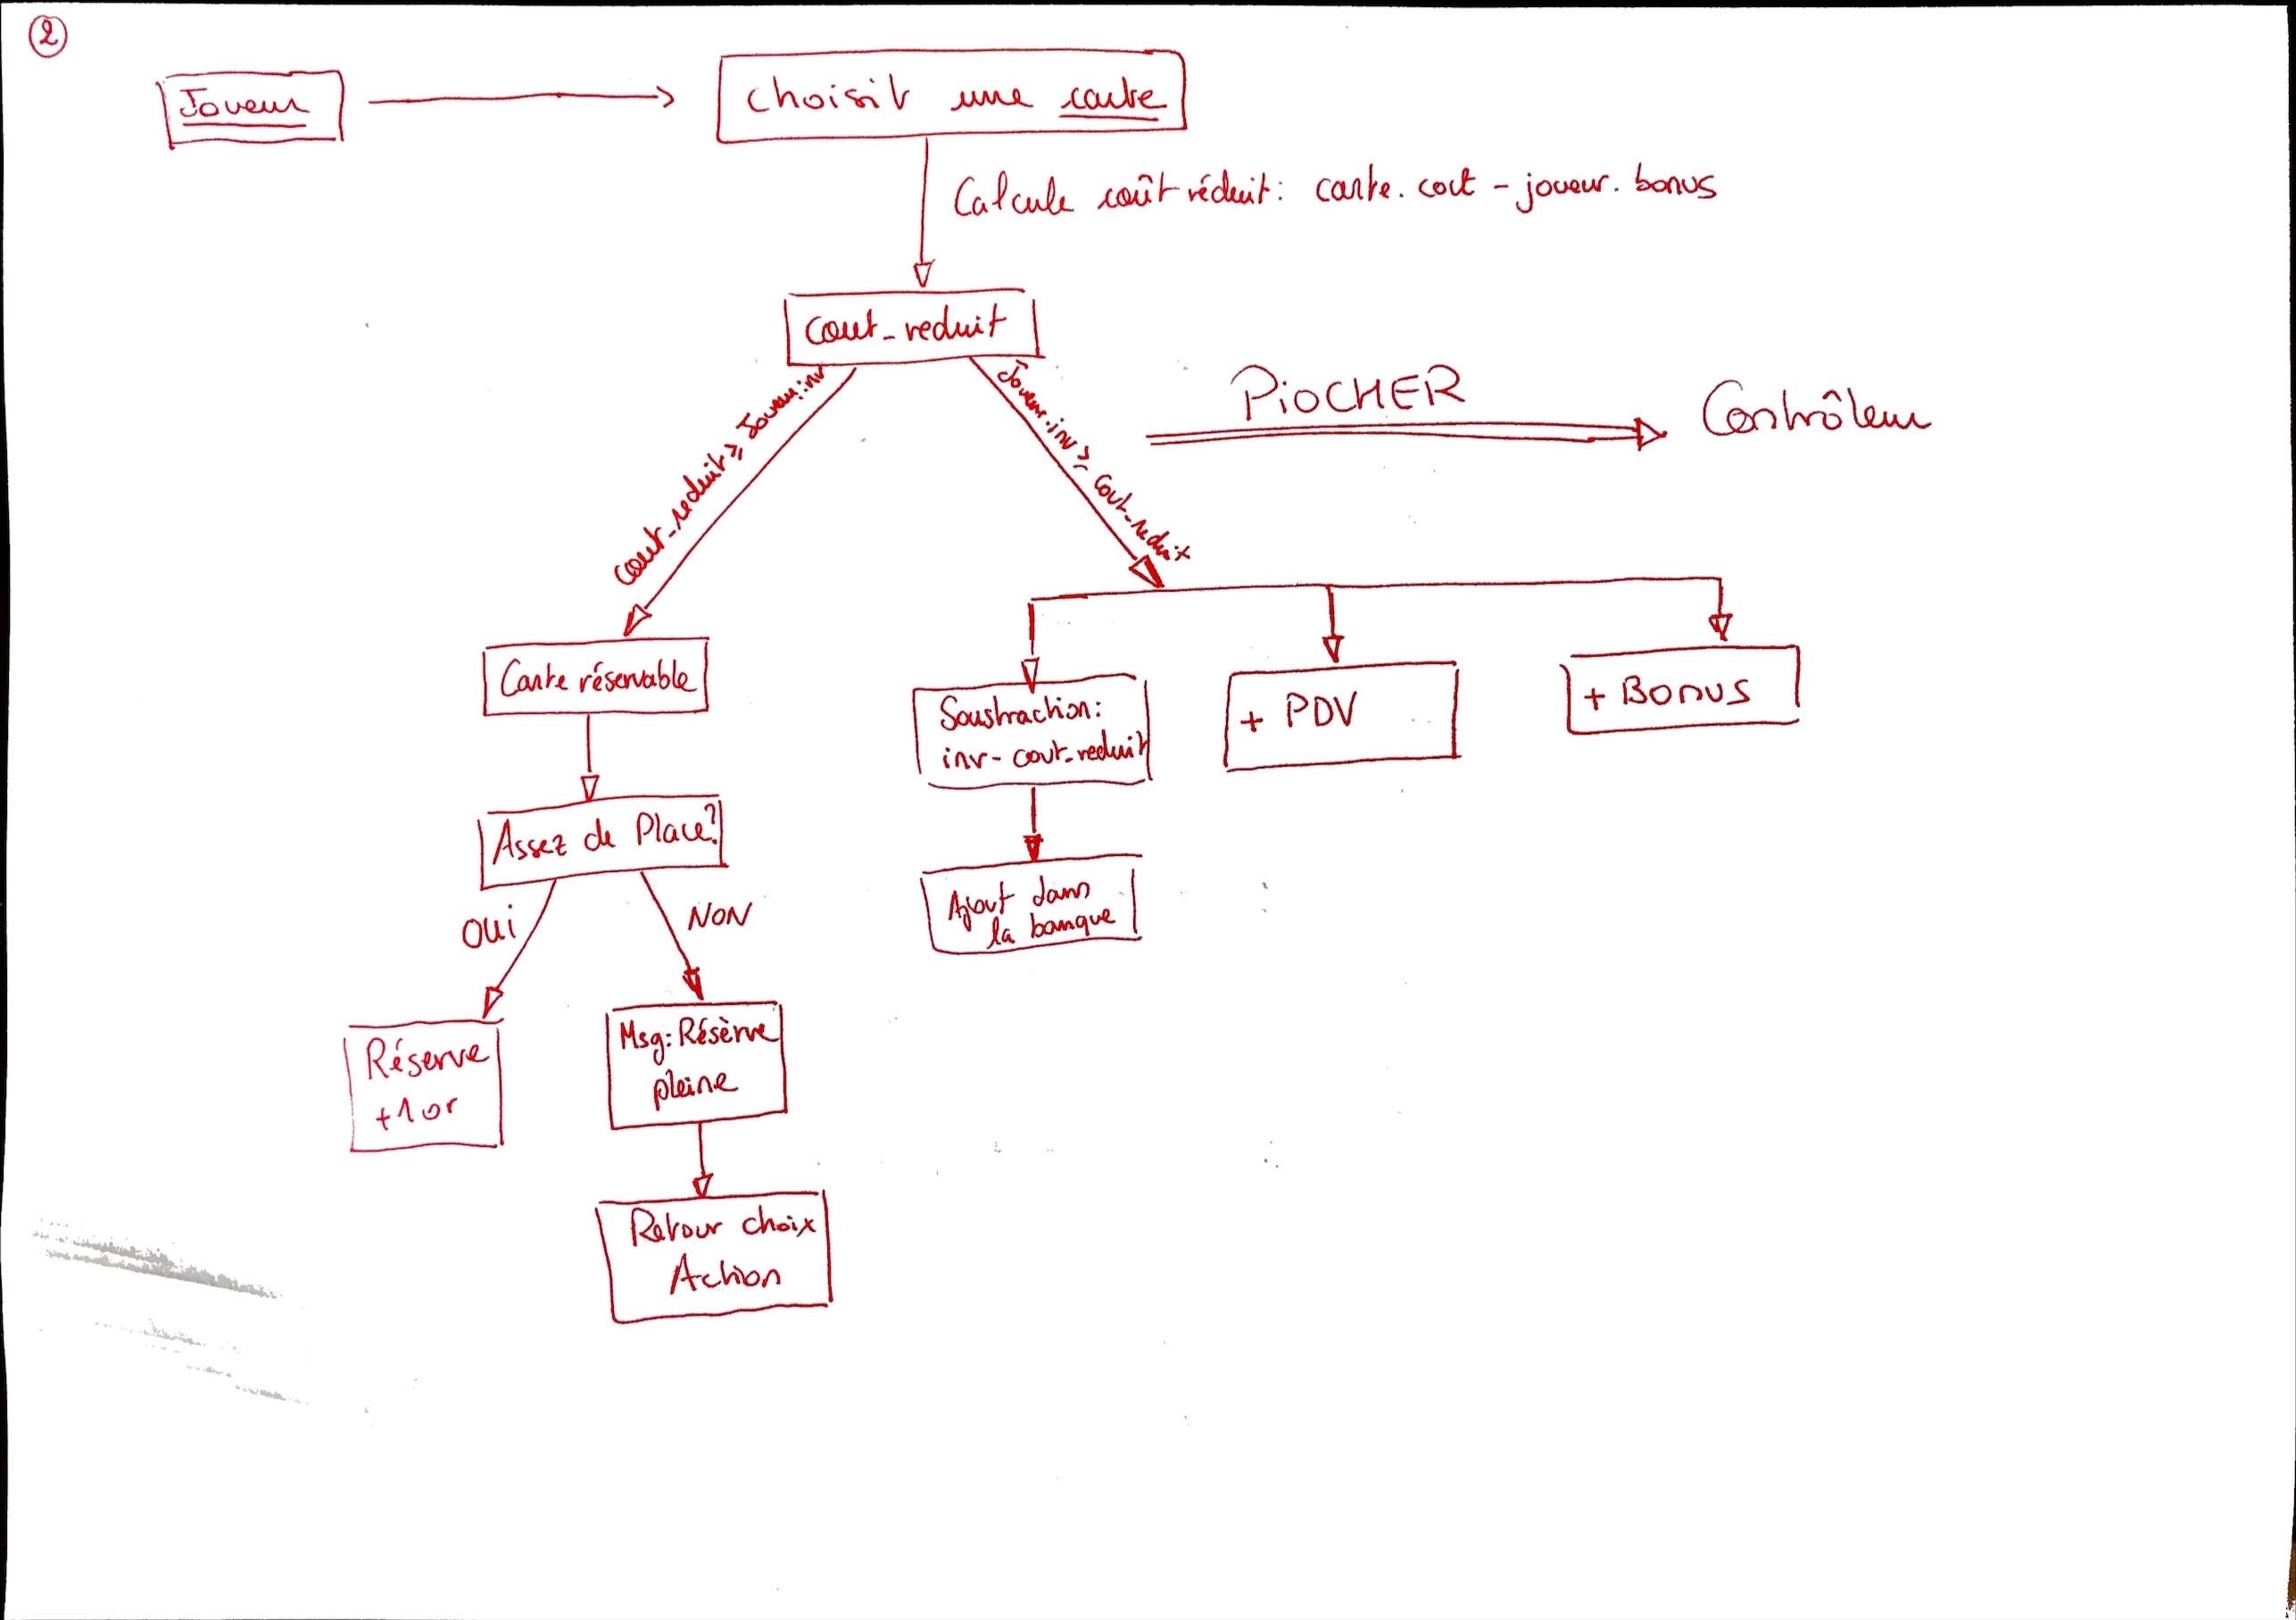 2
Joueur
choisit une carte
Calcule coût réduit: carte.cout - joueur.bonus
cout_reduit
cout_reduit ≥ Joueur.inv
Joueur.inv ≥ cout_reduit
PiOCHER
Contrôleur
Carte réservable
Soustraction:
inv - cout_reduit
+ PDV
+ Bonus
Assez de Place?
Ajout dans
la banque
OUi
NON
Réserve
+1 or
Msg: Résèrve
pleine
Retour choix
Action